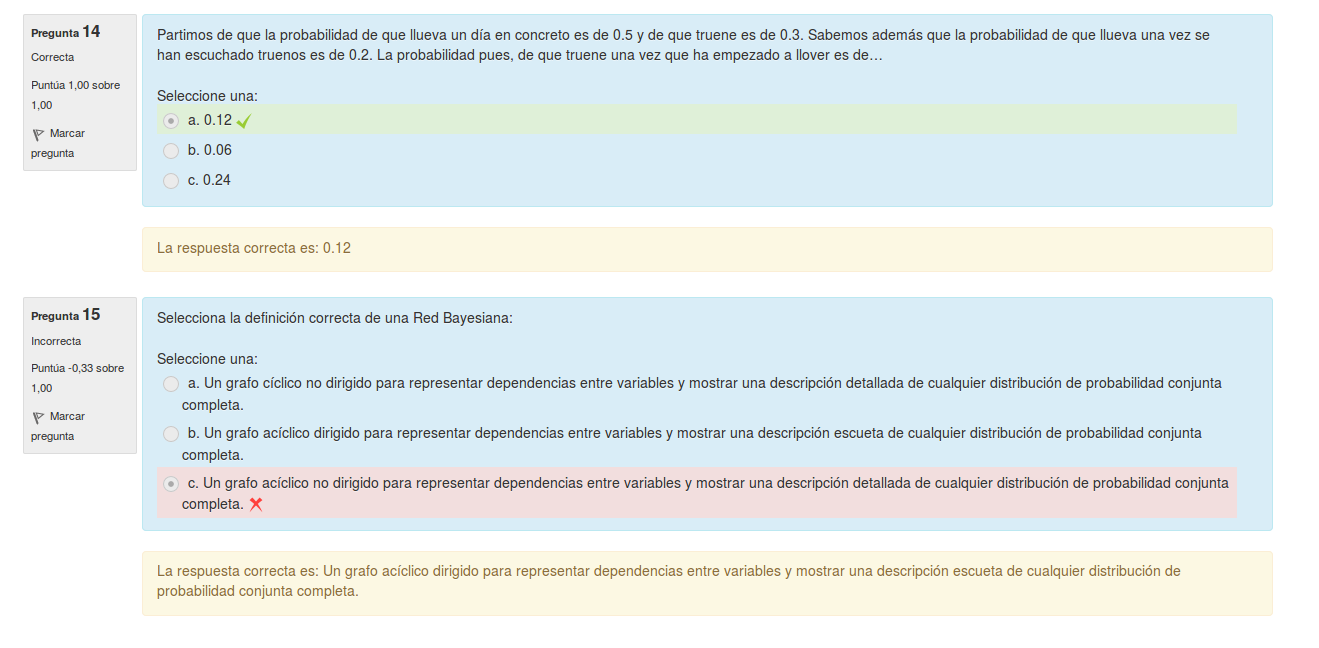 Pregunta 14
Correcta
Puntúa 1,00 sobre
1,00
Marcar
pregunta
Partimos de que la probabilidad de que llueva un día en concreto es de 0.5 y de que truene es de 0.3. Sabemos además que la probabilidad de que llueva una vez se
han escuchado truenos es de 0.2. La probabilidad pues, de que truene una vez que ha empezado a llover es de…
Seleccione una:
a. 0.12
b. 0.06
c. 0.24
La respuesta correcta es: 0.12
Pregunta 15
Incorrecta
Puntúa -0,33 sobre
1,00
Marcar
pregunta
Selecciona la definición correcta de una Red Bayesiana:
Seleccione una:
a. Un grafo cíclico no dirigido para representar dependencias entre variables y mostrar una descripción detallada de cualquier distribución de probabilidad conjunta
completa.
b. Un grafo acíclico dirigido para representar dependencias entre variables y mostrar una descripción escueta de cualquier distribución de probabilidad conjunta
completa.
c. Un grafo acíclico no dirigido para representar dependencias entre variables y mostrar una descripción detallada de cualquier distribución de probabilidad conjunta
completa.
La respuesta correcta es: Un grafo acíclico dirigido para representar dependencias entre variables y mostrar una descripción escueta de cualquier distribución de
probabilidad conjunta completa.